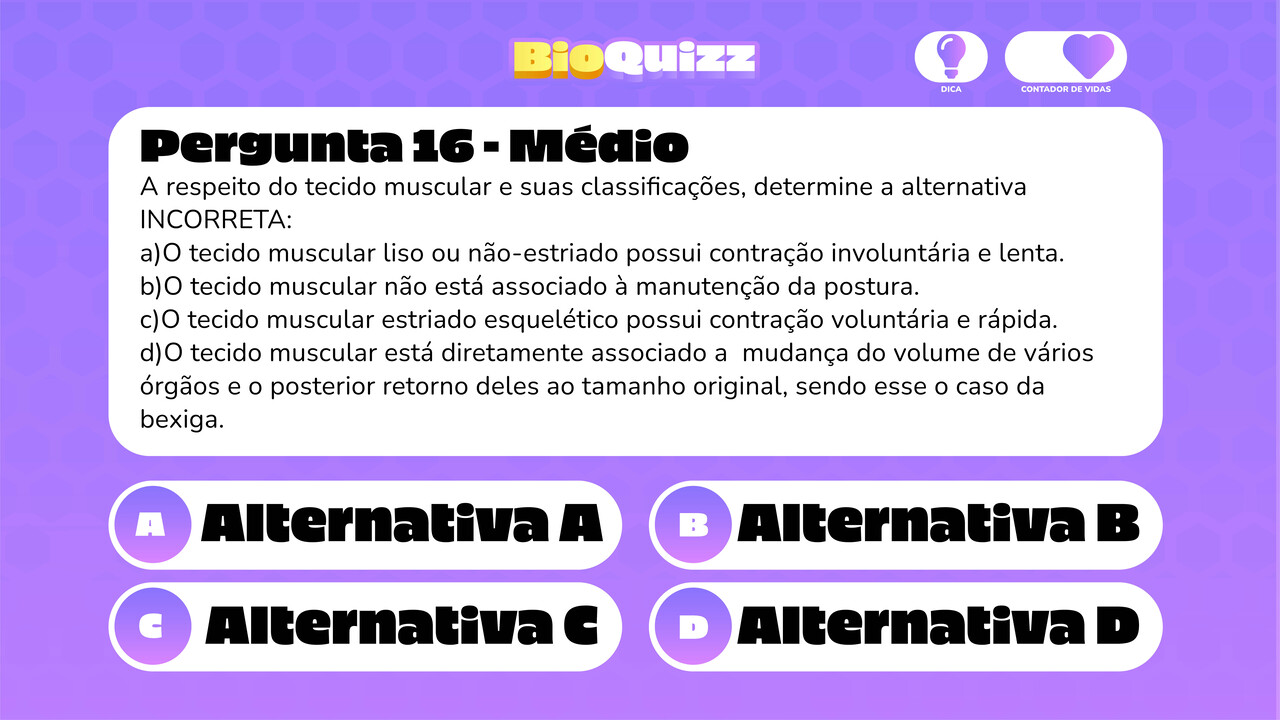 BioQuizz
DICA
CONTADOR DE VIDAS
Pergunta 16 - Médio
A respeito do tecido muscular e suas classificações, determine a alternativa
INCORRETA:
a)O tecido muscular liso ou não-estriado possui contração involuntária e lenta.
b)O tecido muscular não está associado à manutenção da postura.
c)O tecido muscular estriado esquelético possui contração voluntária e rápida.
d)O tecido muscular está diretamente associado a  mudança do volume de vários
órgãos e o posterior retorno deles ao tamanho original, sendo esse o caso da
bexiga.
A Alternativa A
B Alternativa B
C Alternativa C
D Alternativa D